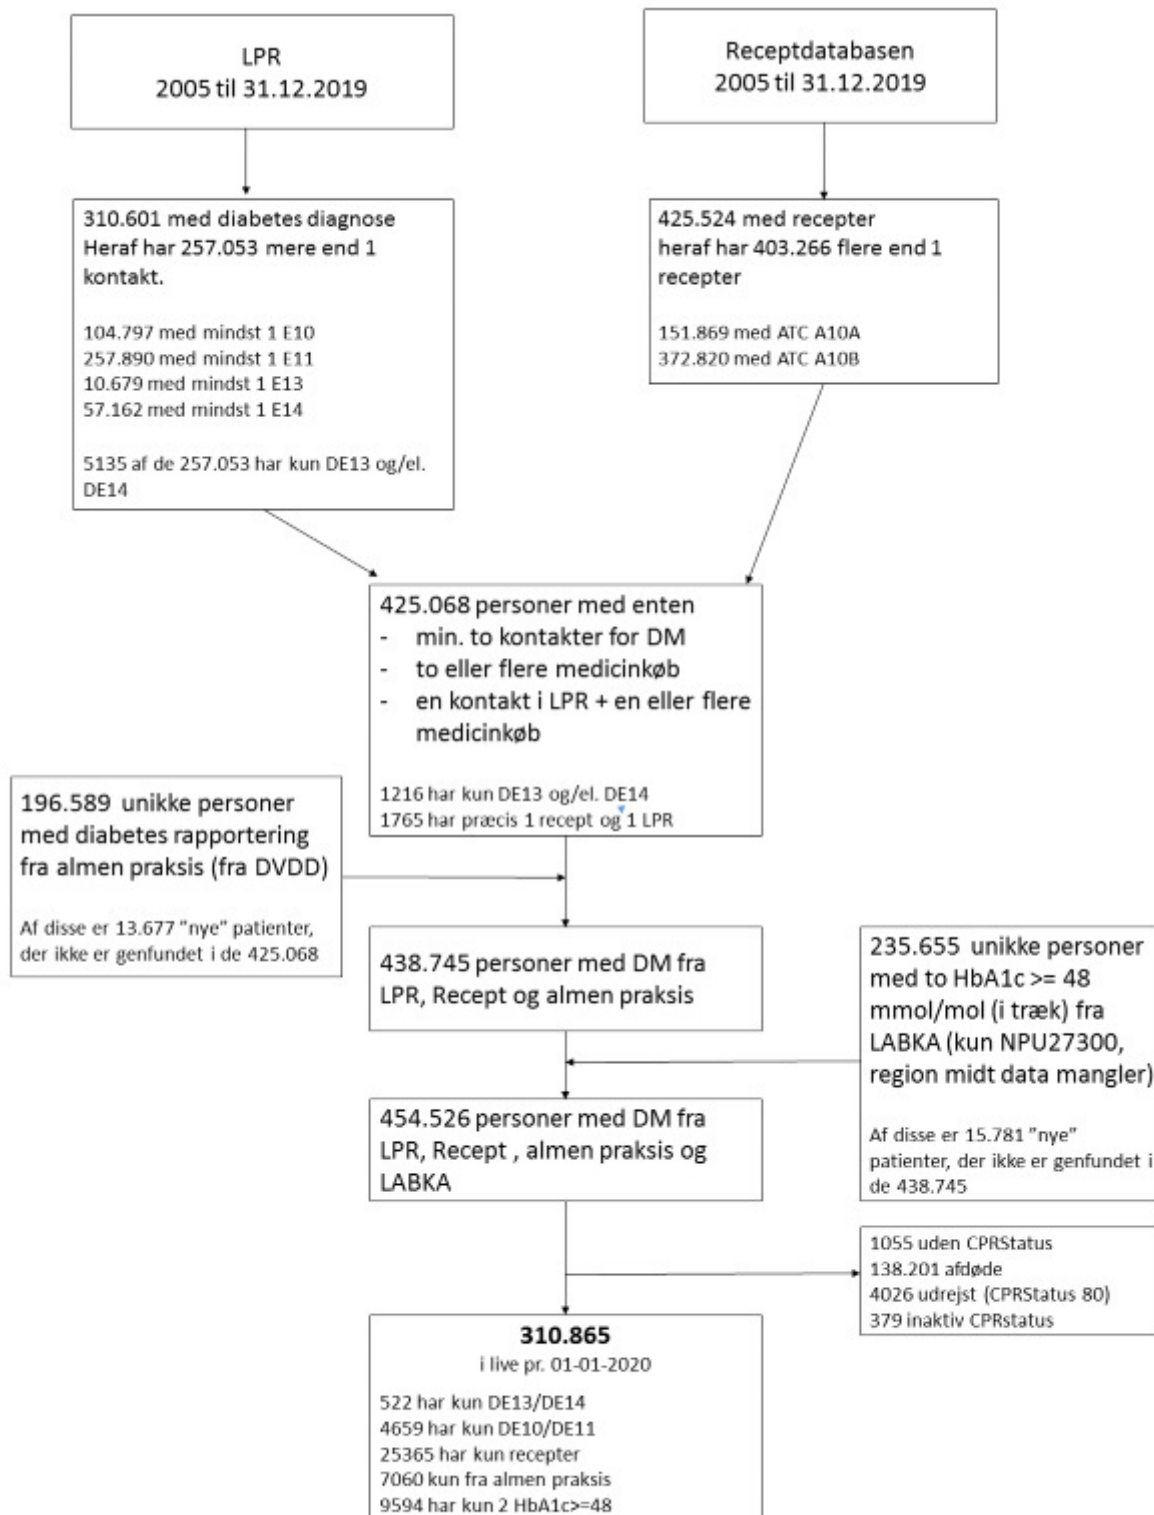 LPR
2005 til 31.12.2019
Receptdatabasen
2005 til 31.12.2019
310.601 med diabetes diagnose
Heraf har 257.053 mere end 1
kontakt.
104.797 med mindst 1 E10
257.890 med mindst 1 E11
10.679 med mindst 1 E13
57.162 med mindst 1 E14
5135 af de 257.053 har kun DE13 og/el.
DE14
425.524 med recepter
heraf har 403.266 flere end 1
recepter
151.869 med ATC A10A
372.820 med ATC A10B
425.068 personer med enten
- min. to kontakter for DM
- to eller flere medicinkøb
- en kontakt i LPR + en eller flere
medicinkøb
1216 har kun DE13 og/el. DE14
1765 har præcis 1 recept og 1 LPR
196.589 unikke personer
med diabetes rapportering
fra almen praksis (fra DVDD)
Af disse er 13.677 "nye" patienter,
der ikke er genfundet i de 425.068
438.745 personer med DM fra
LPR, Recept og almen praksis
235.655 unikke personer
med to HbA1c >= 48
mmol/mol (i træk) fra
LABKA (kun NPU27300,
region midt data mangler)
Af disse er 15.781 "nye"
patienter, der ikke er genfundet i
de 438.745
454.526 personer med DM fra
LPR, Recept , almen praksis og
LABKA
1055 uden CPRStatus
138.201 afdøde
4026 udrejst (CPRStatus 80)
379 inaktiv CPRstatus
310.865
i live pr. 01-01-2020
522 har kun DE13/DE14
4659 har kun DE10/DE11
25365 har kun recepter
7060 kun fra almen praksis
9594 har kun 2 HbA1c>=48